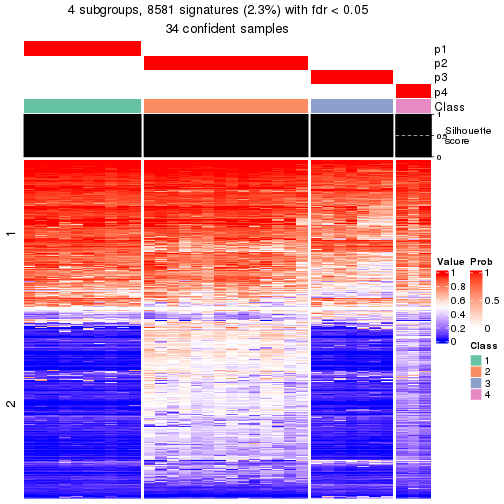 4 subgroups, 8581 signatures (2.3%) with fdr < 0.05
34 confident samples
p1
p2
p3
p4
Class
1
0.5
0
Silhouette
score
1
2
Value
1
0.8
0.6
0.4
0.2
0
Prob
1
0.5
0
Class
1
2
3
4